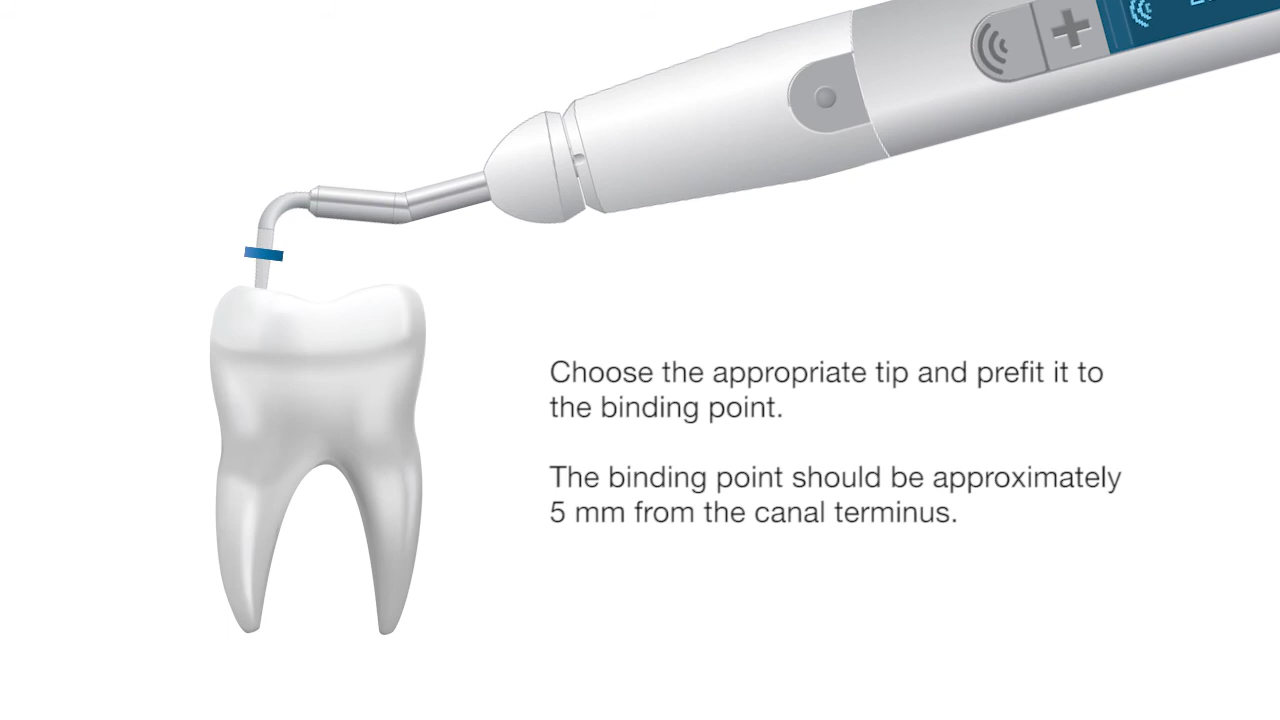 Choose the appropriate tip and prefit it to
the binding point.
The binding point should be approximately
5 mm from the canal terminus.